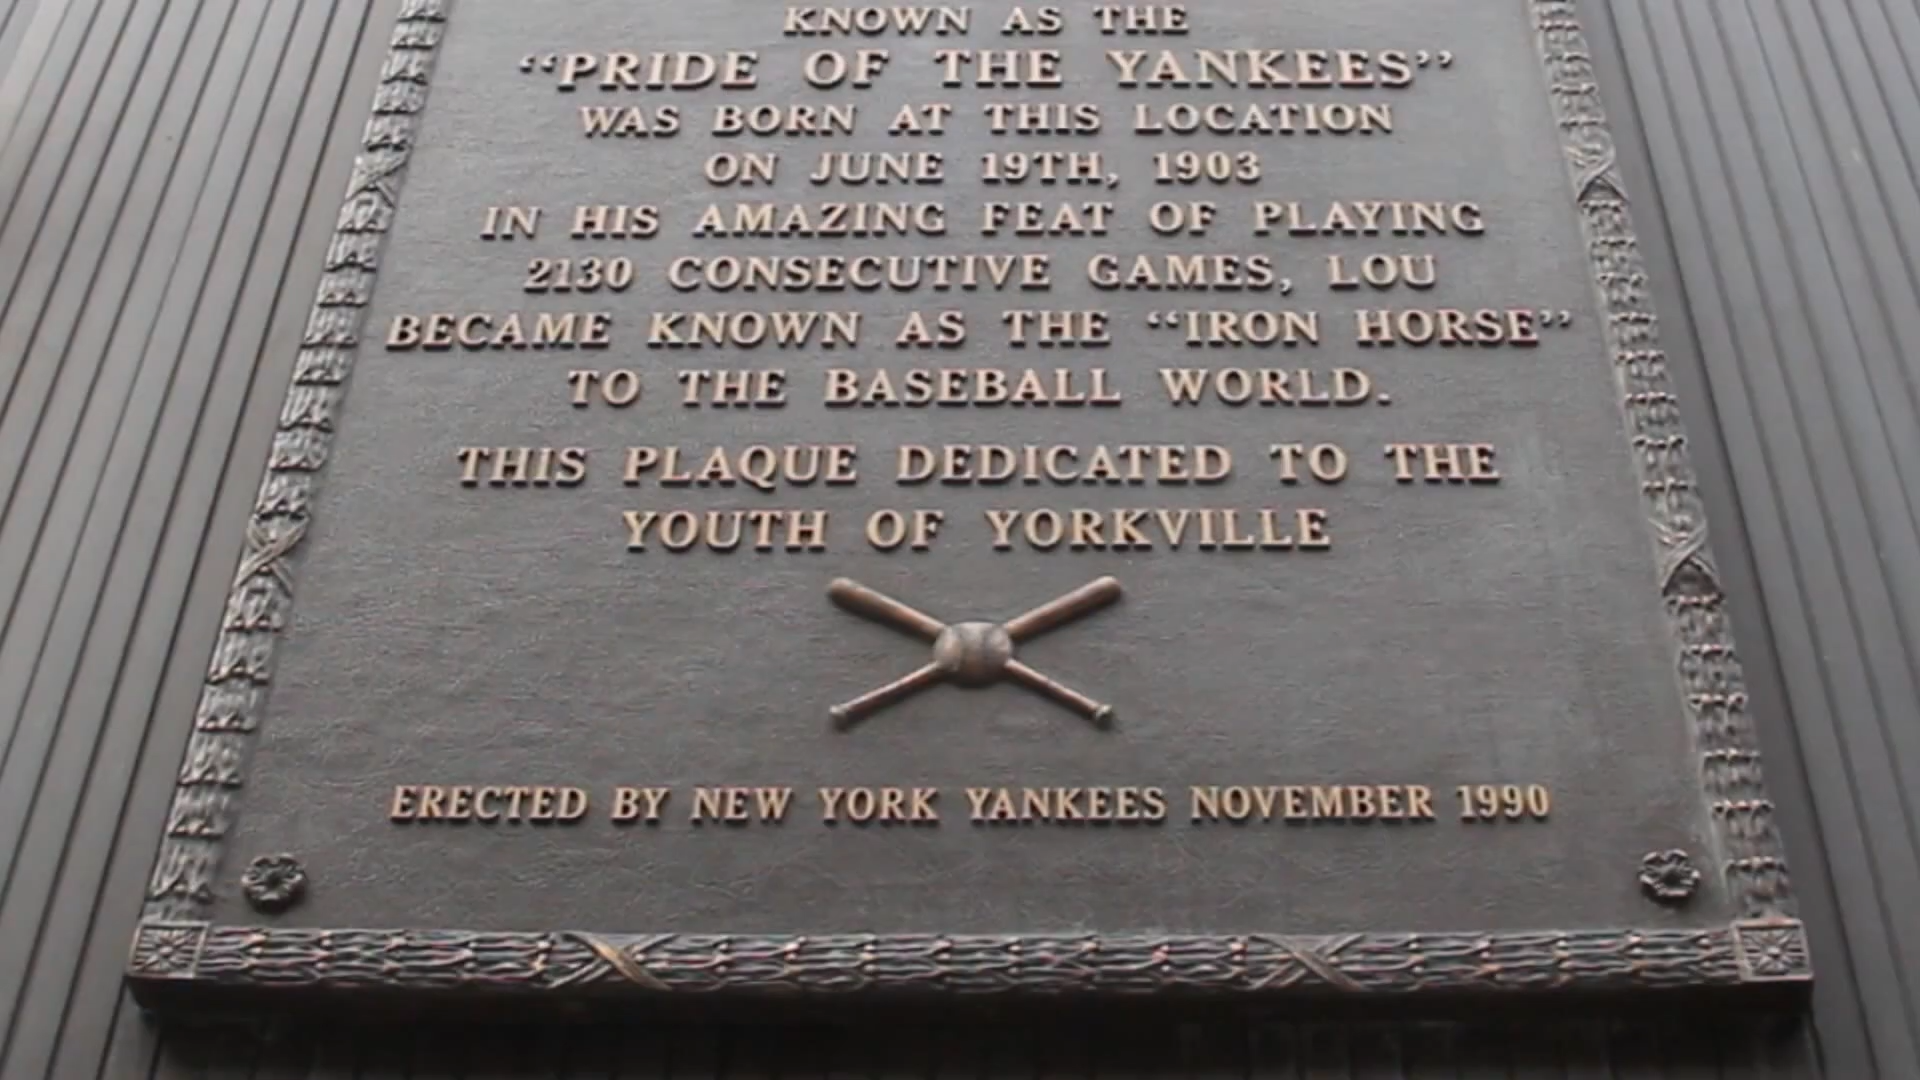 KNOWN AS THE
“PRIDE OF THE YANKEES”
WAS BORN AT THIS LOCATION
ON JUNE 19TH, 1903
IN HIS AMAZING FEAT OF PLAYING
2130 CONSECUTIVE GAMES, LOU
BECAME KNOWN AS THE “IRON HORSE”
TO THE BASEBALL WORLD.
THIS PLAQUE DEDICATED TO THE
YOUTH OF YORKVILLE
ERECTED BY NEW YORK YANKEES NOVEMBER 1990